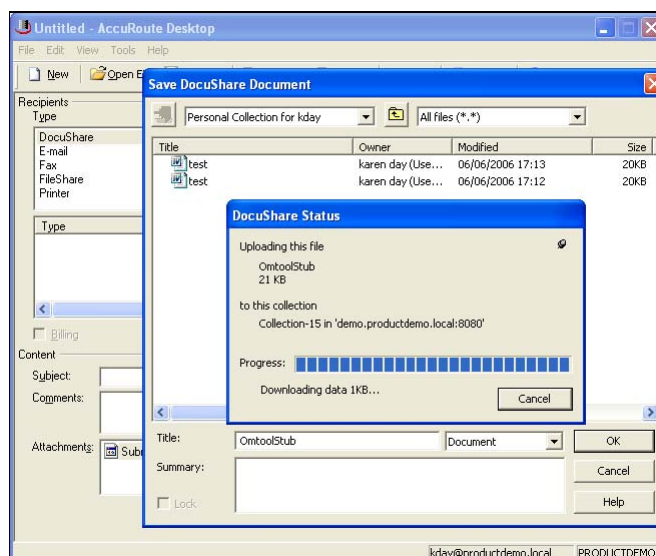 Untitled - AccuRoute Desktop
File Edit View Tools Help
New Open E
Recipients
Type
DocuShare
E-mail
Fax
FileShare
Printer
Type
Billing
Content
Subject:
Comments:
Attachments:
Save DocuShare Document
Personal Collection for kday All files (*.*)
Title Owner Modified Size
test karen day (Use... 06/06/2006 17:13 20KB
test karen day (Use... 06/06/2006 17:12 20KB
DocuShare Status
Uploading this file
OmtoolStub
21 KB
to this collection
Collection-15 in 'demo.productdemo.local:8080'
Progress:
Downloading data 1KB...
Cancel
Title: OmtoolStub Document OK
Summary: Cancel
Lock Help
kday@productdemo.local PRODUCTDEMO